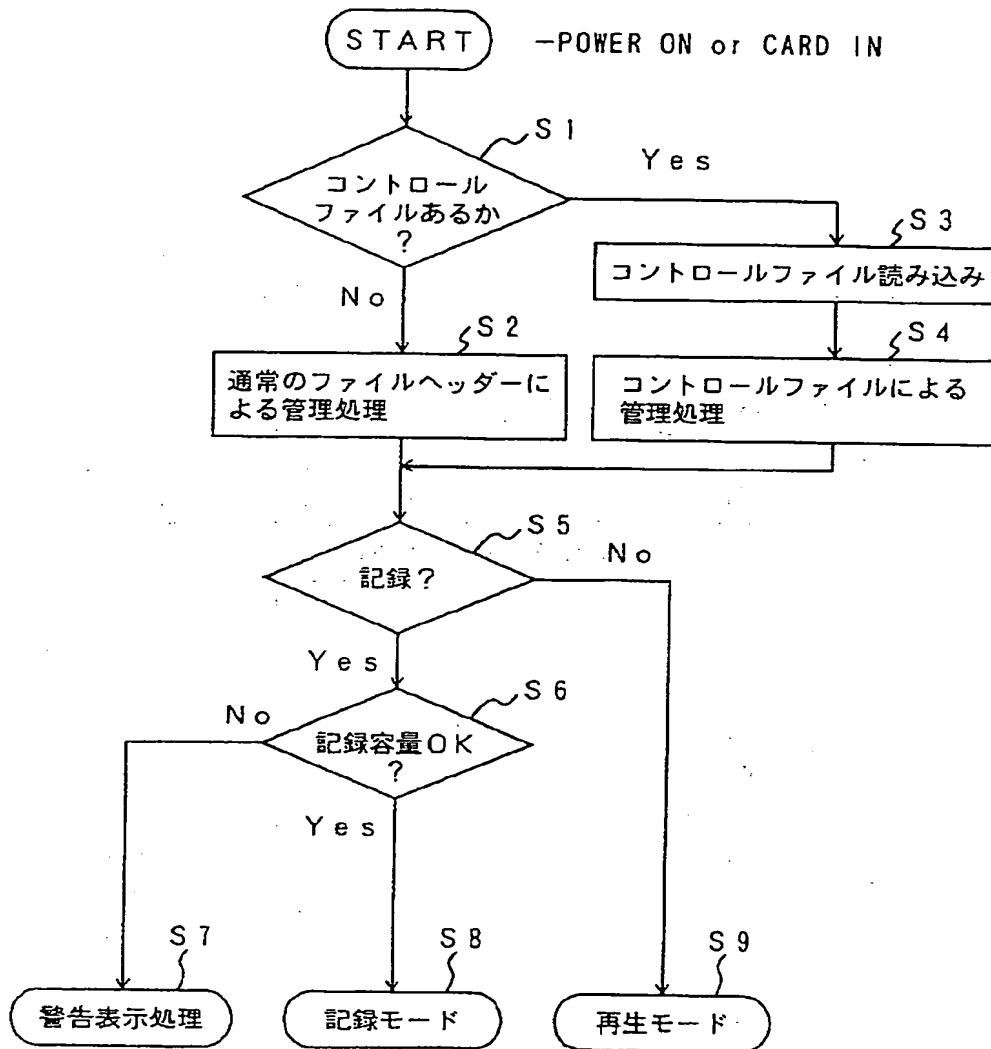 START
－POWER ON or CARD IN
S1
コントロール
ファイルあるか
？
Yes
No
S3
コントロールファイル読み込み
S2
通常のファイルヘッダーに
よる管理処理
S4
コントロールファイルによる
管理処理
S5
記録？
No
Yes
S6
記録容量OK
？
No
Yes
S7
警告表示処理
S8
記録モード
S9
再生モード